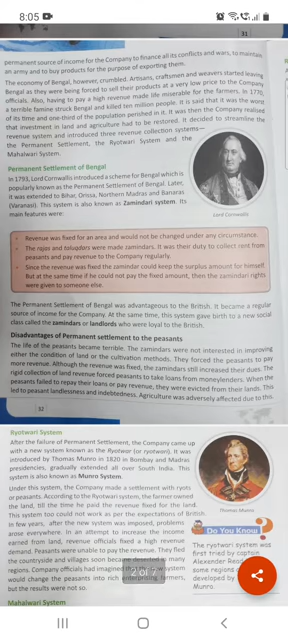 8:05
31
permanent source of income for the Company to finance all its conflicts and wars, to maintain
an army and to buy products for the purpose of exporting them.
The economy of Bengal, however, crumbled. Artisans, craftsmen and weavers started leaving
Bengal as they were being forced to sell their products at a very low price to the Company
officials. Also, having to pay a high revenue made life miserable for the farmers. In 1770,
a terrible famine struck Bengal and killed ten million people. It is said that it was the worst
of its time and one-third of the population perished in it. It was then the Company realised
that investment in land and agriculture had to be restored. It decided to streamline the
revenue system and introduced three revenue collection systems—
the Permanent Settlement, the Ryotwari System and the
Mahalwari System.
Permanent Settlement of Bengal
In 1793, Lord Cornwallis introduced a scheme for Bengal which is
popularly known as the Permanent Settlement of Bengal. Later,
it was extended to Bihar, Orissa, Northern Madras and Banaras
(Varanasi). This system is also known as Zamindari system. Its
main features were:
Lord Cornwallis
Revenue was fixed for an area and would not be changed under any circumstance.
The rajas and taluqdars were made zamindars. It was their duty to collect rent from
peasants and pay revenue to the Company regularly.
Since the revenue was fixed the zamindar could keep the surplus amount for himself
But at the same time if he could not pay the fixed amount, then the zamindari rights
were given to someone else.
The Permanent Settlement of Bengal was advantageous to the British. It became a regular
source of income for the Company. At the same time, this system gave birth to a new social
class called the zamindars or landlords who were loyal to the British.
Disadvantages of Permanent settlement to the peasants
The life of the peasants became terrible. The zamindars were not interested in improving
either the condition of land or the cultivation methods. They forced the peasants to pay
more revenue. Although the revenue was fixed, the zamindars still increased their dues. The
rigid collection of land revenue forced peasants to take loans from moneylenders. When the
peasants failed to repay their loans or pay revenue, they were evicted from their lands. This
led to peasant landlessness and indebtedness. Agriculture was adversely affected due to this
32
Ryotwari System
After the failure of Permanent Settlement, the Company came up
with a new system known as the Ryotwar (or ryotwari). It was
introduced by Thomas Munro in 1820 in Bombay and Madras
presidencies, gradually extended all over South India. This
system is also known as Munro System.
Under this system, the Company made a settlement with ryots
or peasants. According to the Ryotwari System, the farmer owned
the land, till the time he paid the revenue fixed for the land.
This system too could not work as per the expectations of British.
In few years, after the new system was imposed, problems
arose everywhere. In an attempt to increase the income
earned from land, revenue officials fixed a high revenue
demand. Peasants were unable to pay the revenue. They fled
the countryside and villages soon became deserted in many
regions. Company officials had imagined that the system
would change the peasants into rich enterprising farmers,
but the results were not so.
Thomas Munro
Do You Know?
The ryotwari system was
first tried by captain
Alexander Read
some regions
developed by
Munro.
Mahalwari System